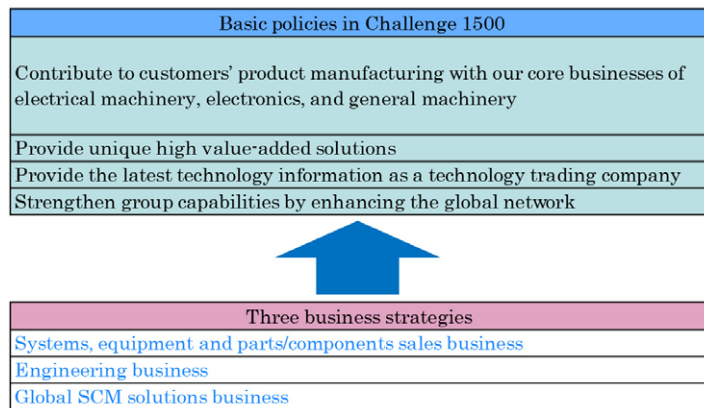 Basic policies in Challenge 1500
Contribute to customers’ product manufacturing with our core businesses of
electrical machinery, electronics, and general machinery
Provide unique high value-added solutions
Provide the latest technology information as a technology trading company
Strengthen group capabilities by enhancing the global network
Three business strategies
Systems, equipment and parts/components sales business
Engineering business
Global SCM solutions business